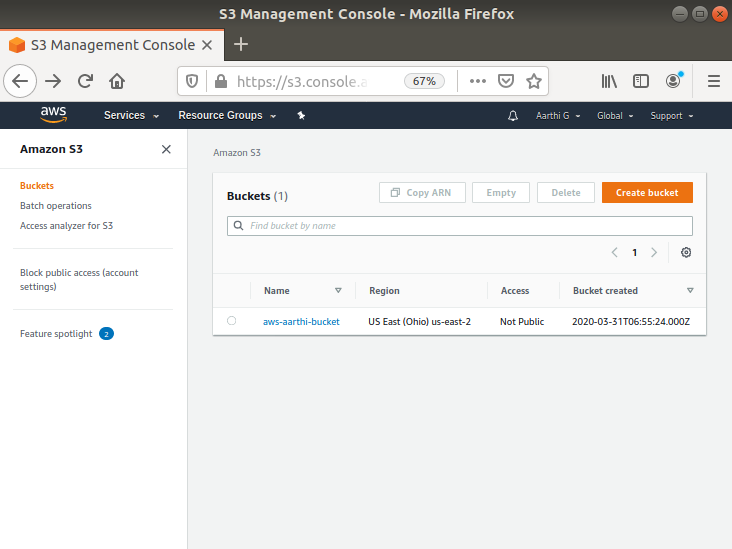 S3 Management Console - Mozilla Firefox
S3 Management Console
https://s3.console.a
67%
aws
Services
Resource Groups
Aarthi G
Global
Support
Amazon S3
Buckets
Batch operations
Access analyzer for S3
Block public access (account
settings)
Feature spotlight 2
Amazon S3
Buckets (1)
Copy ARN
Empty
Delete
Create bucket
Find bucket by name
1
Name Region Access Bucket created
aws-aarthi-bucket US East (Ohio) us-east-2 Not Public 2020-03-31T06:55:24.000Z